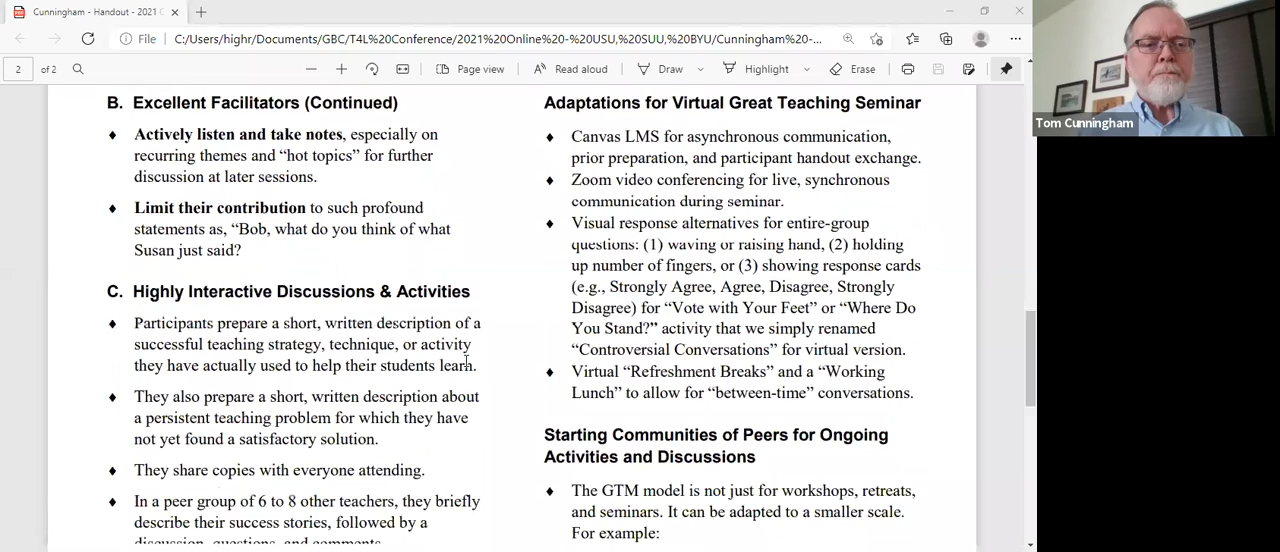 Cunningham - Handout - 2021 C
File
C:/Users/highr/Documents/GBC/T4L%20Conference/2021%20Online%20-%20USU,%20SUU,%20BYU/Cunningham%20-...
2 of 2
Page view
Read aloud
Draw
Highlight
Erase
Tom Cunningham
B. Excellent Facilitators (Continued)
♦ Actively listen and take notes, especially on
recurring themes and “hot topics” for further
discussion at later sessions.
♦ Limit their contribution to such profound
statements as, “Bob, what do you think of what
Susan just said?
C. Highly Interactive Discussions & Activities
♦ Participants prepare a short, written description of a
successful teaching strategy, technique, or activity
they have actually used to help their students learn.
♦ They also prepare a short, written description about
a persistent teaching problem for which they have
not yet found a satisfactory solution.
♦ They share copies with everyone attending.
♦ In a peer group of 6 to 8 other teachers, they briefly
describe their success stories, followed by a
discussion, questions, and comments.
Adaptations for Virtual Great Teaching Seminar
♦ Canvas LMS for asynchronous communication,
prior preparation, and participant handout exchange.
♦ Zoom video conferencing for live, synchronous
communication during seminar.
♦ Visual response alternatives for entire-group
questions: (1) waving or raising hand, (2) holding
up number of fingers, or (3) showing response cards
(e.g., Strongly Agree, Agree, Disagree, Strongly
Disagree) for “Vote with Your Feet” or “Where Do
You Stand?” activity that we simply renamed
“Controversial Conversations” for virtual version.
♦ Virtual “Refreshment Breaks” and a “Working
Lunch” to allow for “between-time” conversations.
Starting Communities of Peers for Ongoing
Activities and Discussions
♦ The GTM model is not just for workshops, retreats,
and seminars. It can be adapted to a smaller scale.
For example: